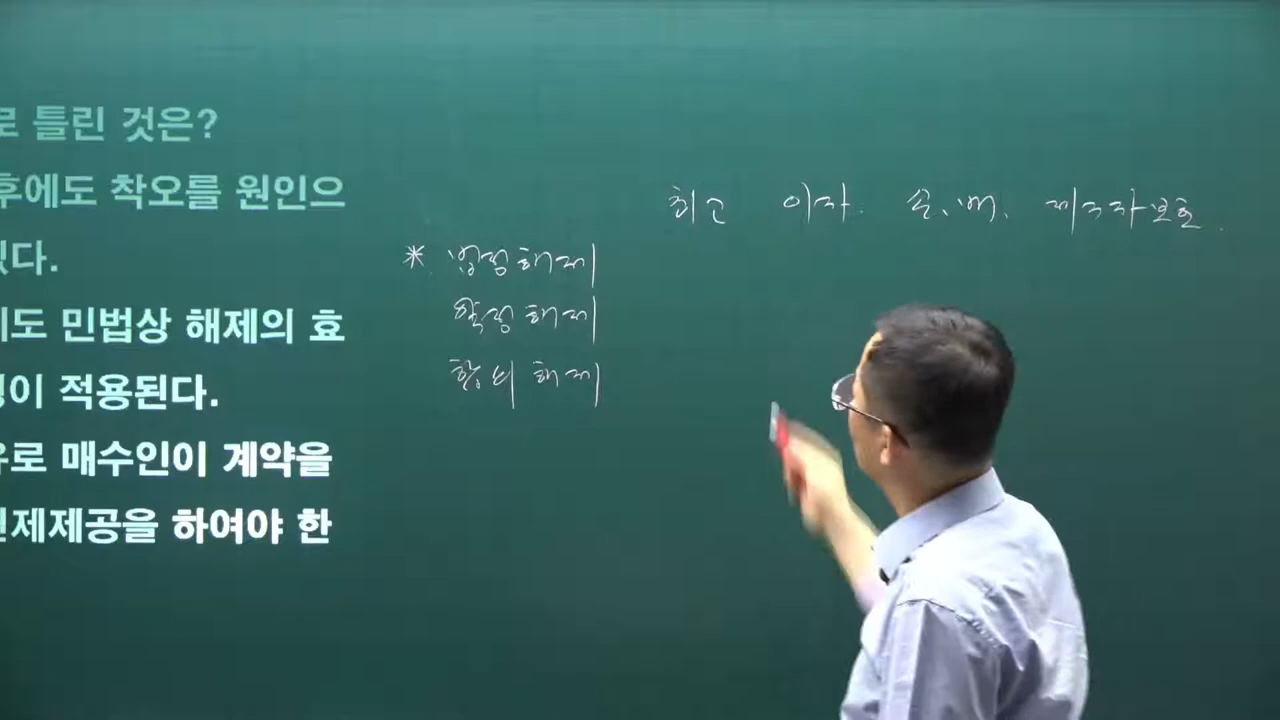 로 틀린 것은?
후에도 착오를 원인으
있다.
도 민법상 해제의 효
이 적용된다.
유로 매수인이 계약을
제제공을 하여야 한
최고 이자. 손.배. 제3자보호.
* 법정해제
약정해제
합의해제